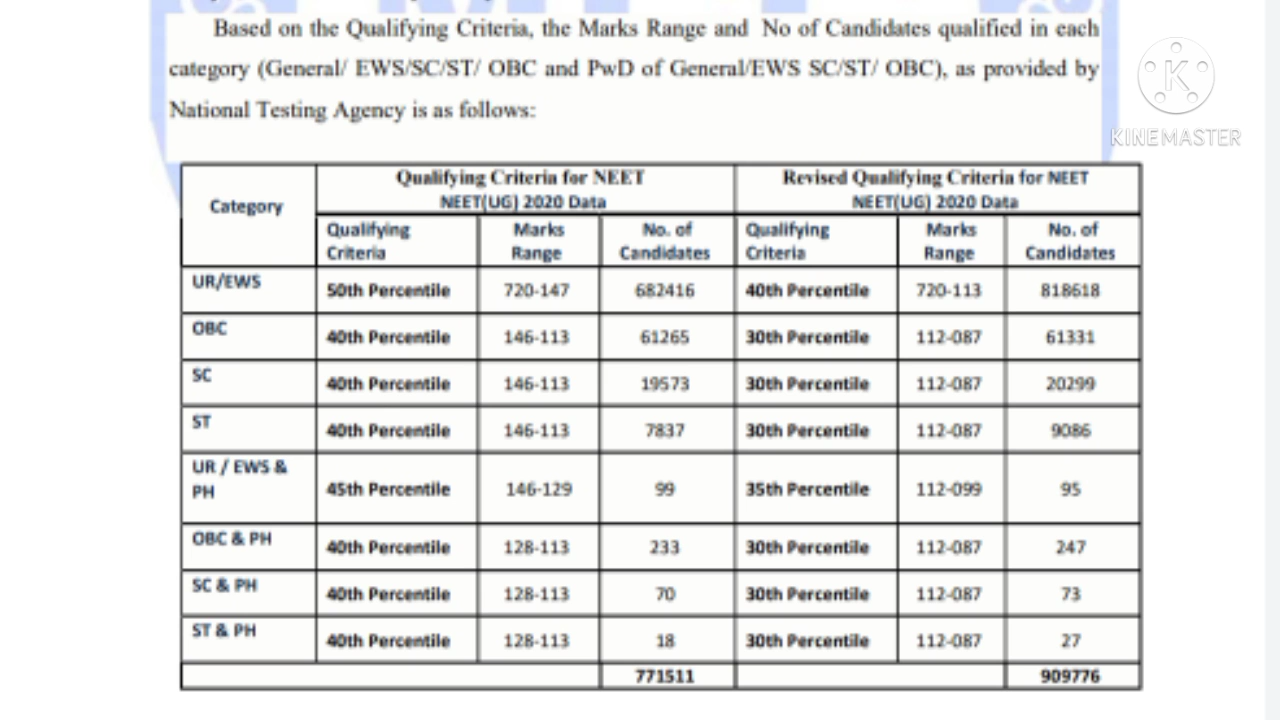 Based on the Qualifying Criteria, the Marks Range and No of Candidates qualified in each
category (General/ EWS/SC/ST/ OBC and PwD of General/EWS SC/ST/ OBC), as provided by
National Testing Agency is as follows:
KINEMASTER
Category
Qualifying Criteria for NEET
NEET(UG) 2020 Data
Revised Qualifying Criteria for NEET
NEET(UG) 2020 Data
Qualifying Criteria Marks Range No. of Candidates Qualifying Criteria Marks Range No. of Candidates
UR/EWS 50th Percentile 720-147 682416 40th Percentile 720-113 818618
OBC 40th Percentile 146-113 61265 30th Percentile 112-087 61331
SC 40th Percentile 146-113 19573 30th Percentile 112-087 20299
ST 40th Percentile 146-113 7837 30th Percentile 112-087 9086
UR / EWS & PH 45th Percentile 146-129 99 35th Percentile 112-099 95
OBC & PH 40th Percentile 128-113 233 30th Percentile 112-087 247
SC & PH 40th Percentile 128-113 70 30th Percentile 112-087 73
ST & PH 40th Percentile 128-113 18 30th Percentile 112-087 27
771511 909776